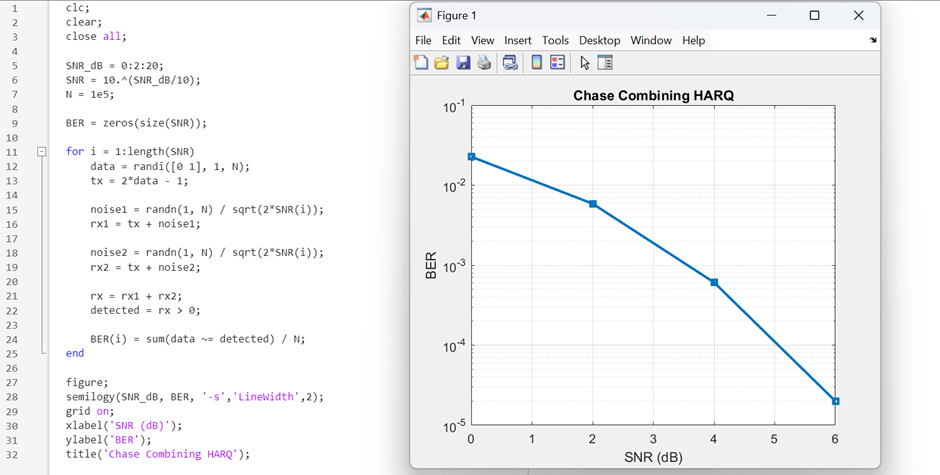 1 clc;
2 clear;
3 close all;
4
5 SNR_dB = 0:2:20;
6 SNR = 10.^(SNR_dB/10);
7 N = 1e5;
8
9 BER = zeros(size(SNR));
10
11 for i = 1:length(SNR)
12 data = randi([0 1], 1, N);
13 tx = 2*data - 1;
14
15 noise1 = randn(1, N) / sqrt(2*SNR(i));
16 rx1 = tx + noise1;
17
18 noise2 = randn(1, N) / sqrt(2*SNR(i));
19 rx2 = tx + noise2;
20
21 rx = rx1 + rx2;
22 detected = rx > 0;
23
24 BER(i) = sum(data ~= detected) / N;
25 end
26
27 figure;
28 semilogy(SNR_dB, BER, '-s','LineWidth',2);
29 grid on;
30 xlabel('SNR (dB)');
31 ylabel('BER');
32 title('Chase Combining HARQ');
Figure 1
File Edit View Insert Tools Desktop Window Help
Chase Combining HARQ
10^-1
10^-2
10^-3
10^-4
10^-5
BER
0 1 2 3 4 5 6
SNR (dB)